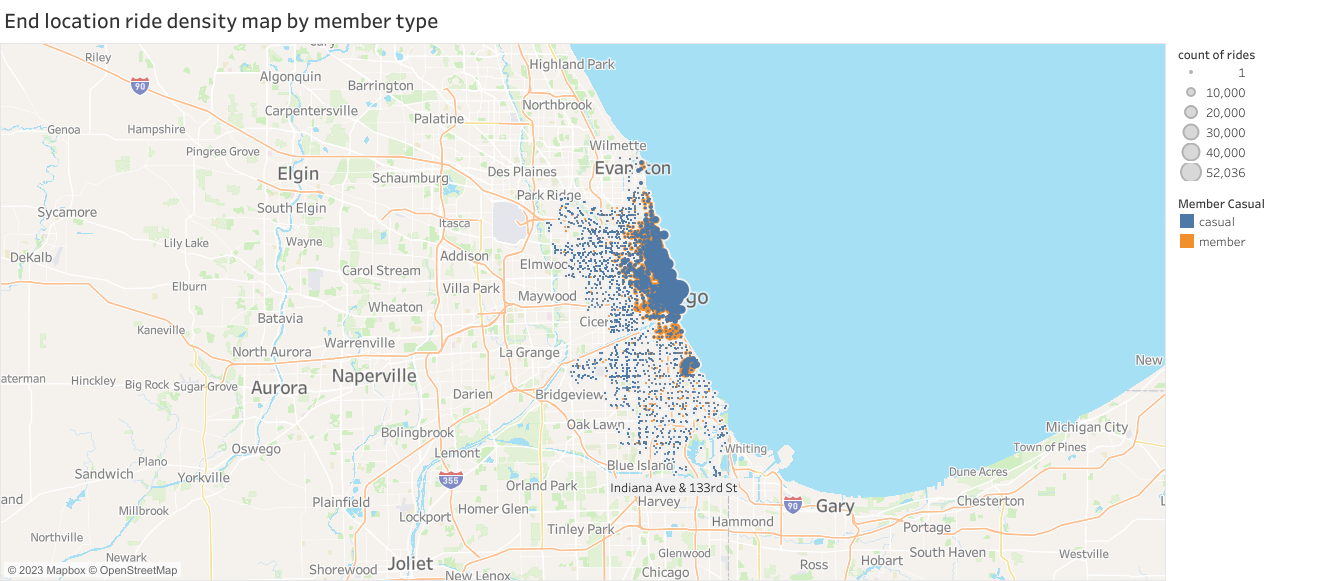 End location ride density map by member type
Riley
Highland Park
count of rides
Algonquin
1
90
Barrington
10,000
Carpentersville
Northbrook
Palatine
20,000
Genoa
Hampshire
30,000
Wilmette
Pingree Grove
40,000
Elgin
Des Plaines
52,036
Schaumburg
Park Ridge
Member Casual
South Elgin
Sycamore
Itasca
casual
Lily Lake
Wayne
member
DeKalb
Addison
Carol Stream
Elburn
Villa Park
Maywood
Wheaton
Batavia
Kaneville
Warrenville
North Aurora
La Grange
New
aterman
Hinckley
Big Rock
Sugar Grove
Aurora
Naperville
Darien
Bridgeview
Oak Lawn
Michigan City
Bolingbrook
Oswego
Lemont
Whiting
Town of Pines
Plano
Blue Island
Dune Acres
Sandwich
Yorkville
355
Orland Park
Indiana Ave & 133rd St
and
Plainfield
Harvey
90
Gary
Chesterton
Millbrook
Homer Glen
Lockport
Hammond
Portage
Northville
Tinley Park
Newark
Glenwood
South Haven
Westville
Joliet
Ross
Hobart
© 2023 Mapbox © OpenStreetMap
Shorewood
New Lenox
Chicago